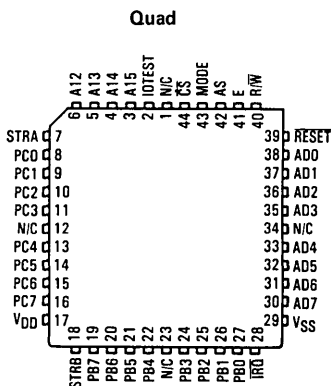 Quad
A12 A13 A14 A15 IOTEST N/C C̅S̅ MODE AS E R/W̅
6 5 4 3 2 1 44 43 42 41 40
STRA 7
PC0 8
PC1 9
PC2 10
PC3 11
N/C 12
PC4 13
PC5 14
PC6 15
PC7 16
VDD 17
39 R̅E̅S̅E̅T̅
38 AD0
37 AD1
36 AD2
35 AD3
34 N/C
33 AD4
32 AD5
31 AD6
30 AD7
29 VSS
18 19 20 21 22 23 24 25 26 27 28
STRB PB7 PB6 PB5 PB4 N/C PB3 PB2 PB1 PB0 I̅R̅Q̅